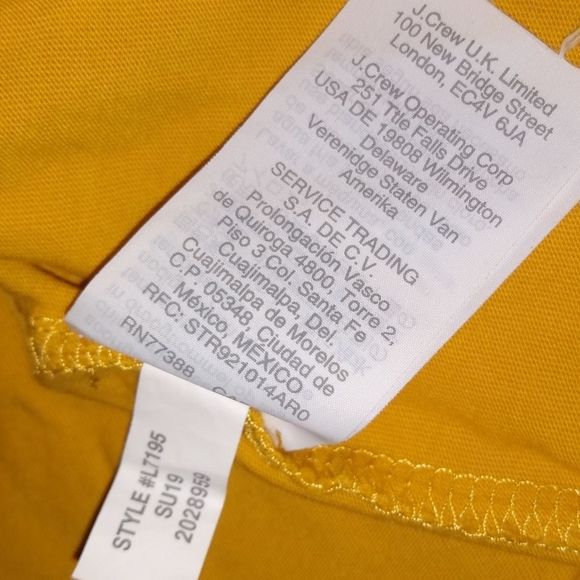 J.Crew U.K. Limited
100 New Bridge Street
London, EC4V 6JA
J.Crew Operating Corp
251 Ttle Falls Drive
USA DE 19808 Wilmington
Delaware
Verenidge Staten Van
Amerika
SERVICE TRADING
S.A. DE C.V.
Prolongación Vasco
de Quiroga 4800, Torre 2,
Piso 3 Col. Santa Fe
Cuajimalpa, Del.
Cuajimalpa de Morelos
C.P. 05348, Ciudad de
México, MÉXICO
RFC: STR921014AR0
RN77388
STYLE #L7195
SU19
2028959